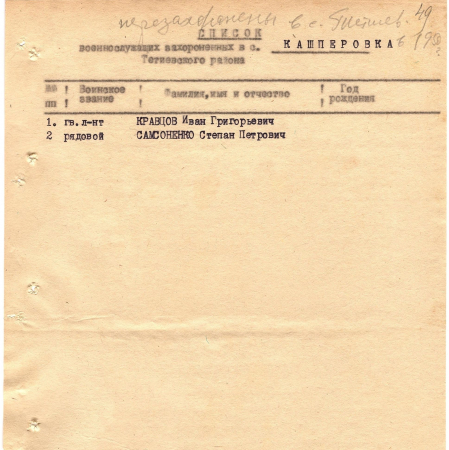 перезахоронены в с. Тетиев. 49
СПИСОК
военнослужащих захороненных в с. КАШПЕРОВКА в 1950
Тетиевского района
№№ ! Воинское ! Фамилия, имя и отчество ! Год
пп ! звание ! ! рождения
1. гв.л-нт КРАВЦОВ Иван Григорьевич
2 рядовой САМСОНЕНКО Степан Петрович